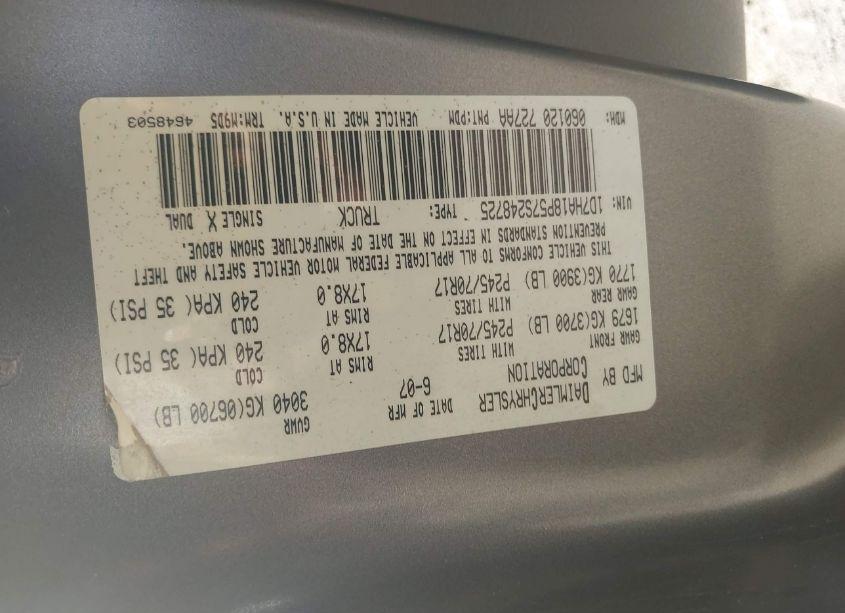 MFD BY DAIMLERCHRYSLER CORPORATION
DATE OF MFR 6-07
GVWR 3040 KG(06700 LB)
GAWR FRONT 1679 KG(3700 LB)
WITH TIRES P245/70R17
RIMS AT 17X8.0
COLD 240 KPA( 35 PSI)
GAWR REAR 1770 KG(3900 LB)
WITH TIRES P245/70R17
RIMS AT 17X8.0
COLD 240 KPA( 35 PSI)
THIS VEHICLE CONFORMS TO ALL APPLICABLE FEDERAL MOTOR VEHICLE SAFETY AND THEFT
PREVENTION STANDARDS IN EFFECT ON THE DATE OF MANUFACTURE SHOWN ABOVE.
VIN: 1D7HA18P57S248725 TYPE: TRUCK SINGLE X DUAL
MDH: 060120 727AA PNT:PDM VEHICLE MADE IN U.S.A. TRM:M9D5 4648503